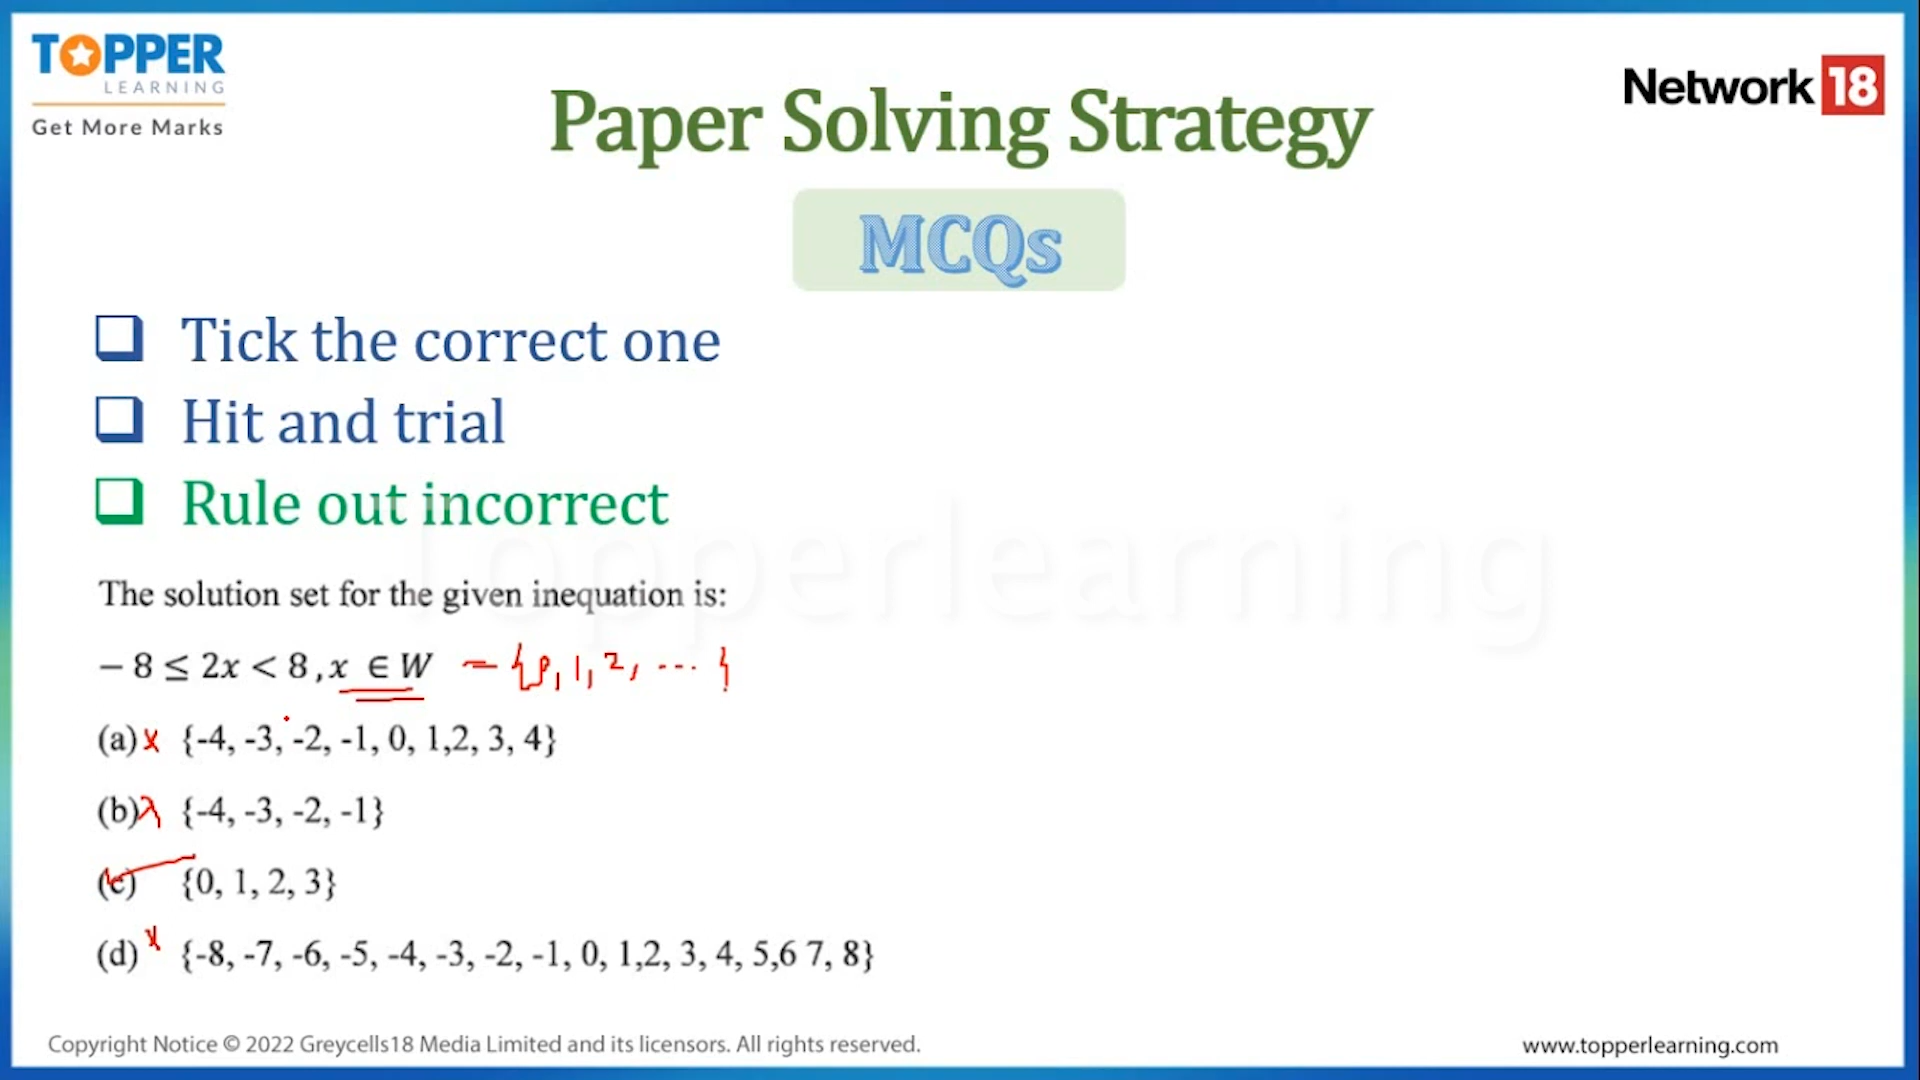 TOPPER
LEARNING
Get More Marks
Network 18
Paper Solving Strategy
MCQs
Tick the correct one
Hit and trial
Rule out incorrect
Topperlearning
The solution set for the given inequation is:
– 8 ≤ 2x < 8 , x ∈ W = {0, 1, 2, ... }
(a) x {-4, -3, -2, -1, 0, 1,2, 3, 4}
(b) x {-4, -3, -2, -1}
(c) ✓ {0, 1, 2, 3}
(d) x {-8, -7, -6, -5, -4, -3, -2, -1, 0, 1,2, 3, 4, 5,6 7, 8}
Copyright Notice © 2022 Greycells18 Media Limited and its licensors. All rights reserved.
www.topperlearning.com